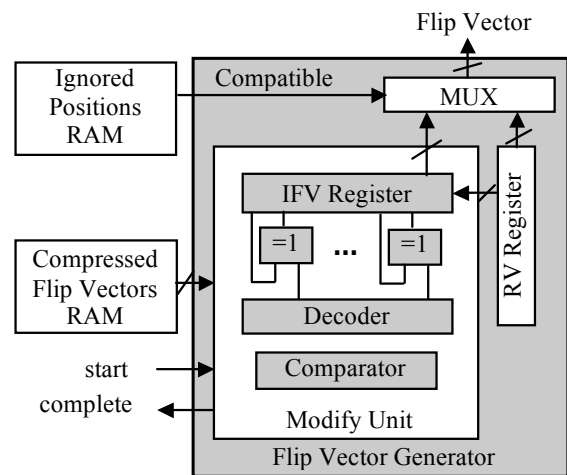 Flip Vector
Ignored
Positions
RAM
Compatible
MUX
IFV Register
=1
...
=1
RV Register
Compressed
Flip Vectors
RAM
Decoder
start
Comparator
complete
Modify Unit
Flip Vector Generator